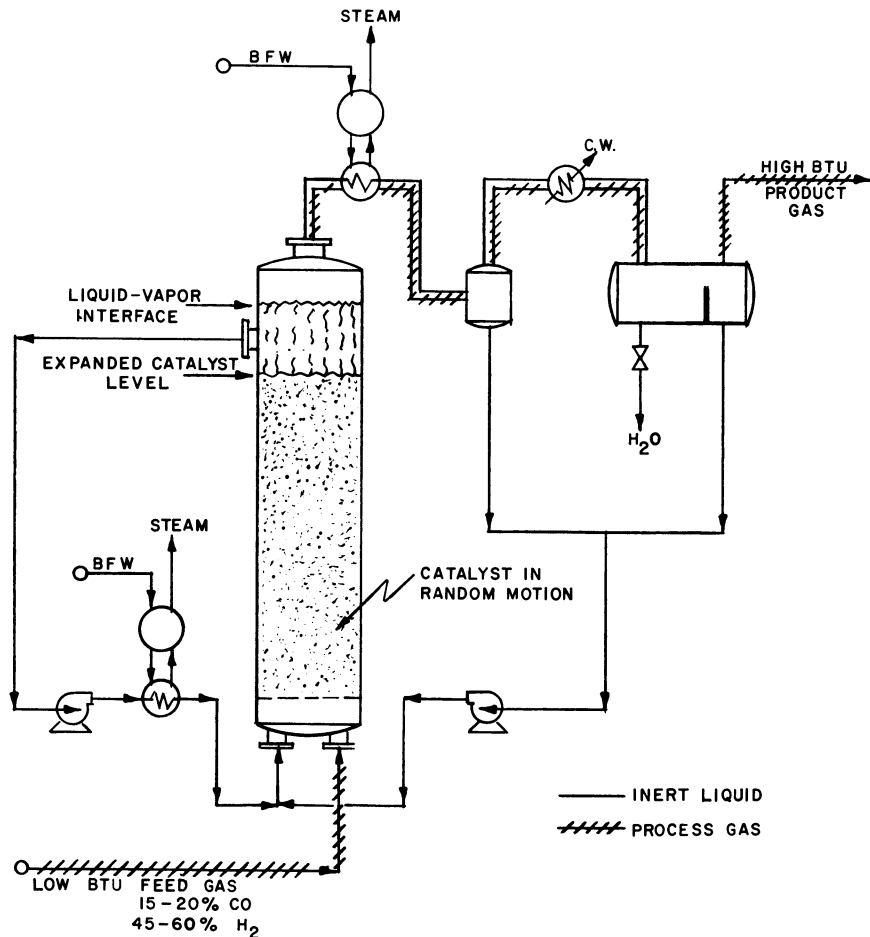 STEAM
BFW
C.W.
HIGH BTU
PRODUCT
GAS
LIQUID-VAPOR
INTERFACE
EXPANDED CATALYST
LEVEL
H2O
STEAM
BFW
CATALYST IN
RANDOM MOTION
INERT LIQUID
PROCESS GAS
LOW BTU FEED GAS
15-20% CO
45-60% H2